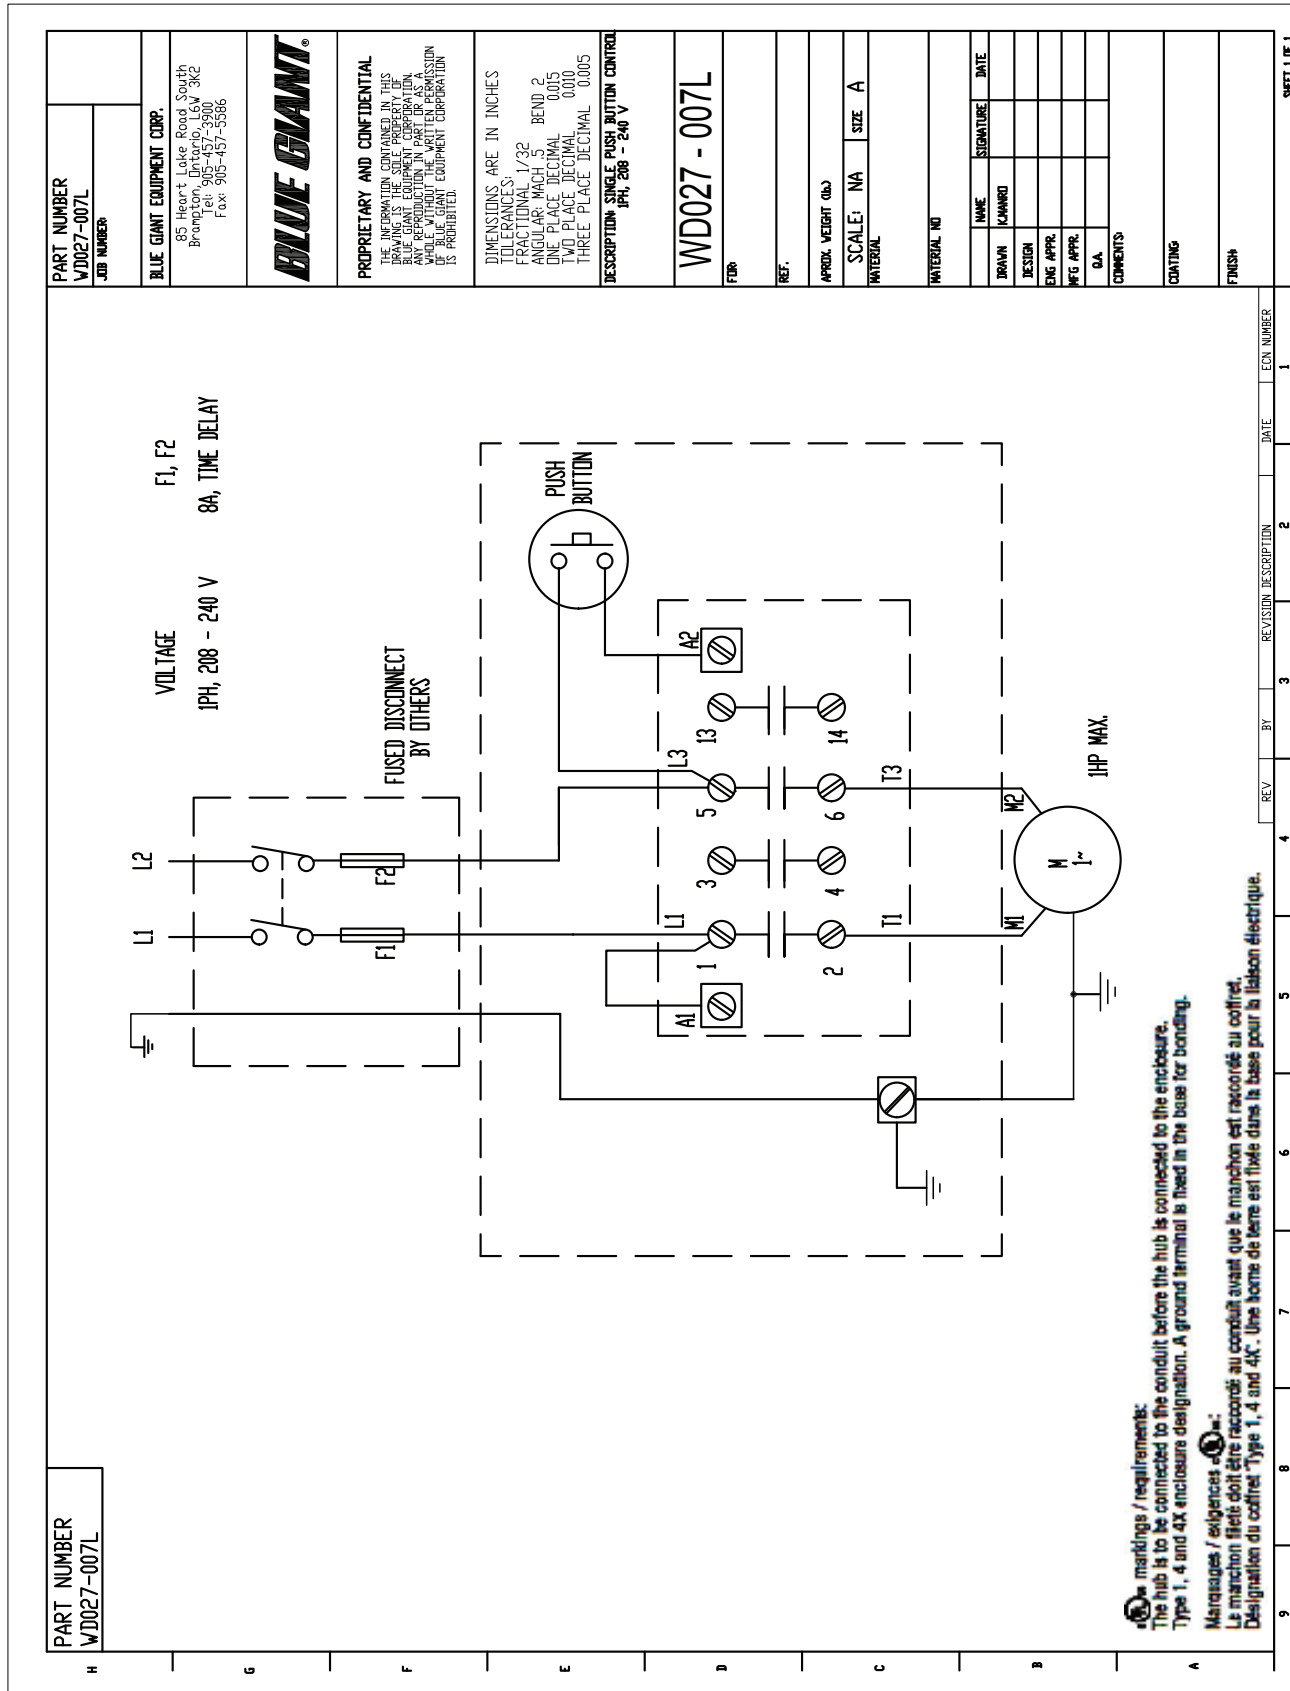 PART NUMBER
WD027-007L
PART NUMBER
WD027-007L
JOB NUMBER:
BLUE GIANT EQUIPMENT CORP.
85 Heart Lake Road South
Brampton, Ontario, L6W 3K2
Tel: 905-457-3900
Fax: 905-457-5586
BLUE GIANT®
PROPRIETARY AND CONFIDENTIAL
THE INFORMATION CONTAINED IN THIS
DRAWING IS THE SOLE PROPERTY OF
BLUE GIANT EQUIPMENT CORPORATION.
ANY REPRODUCTION IN PART OR AS A
WHOLE WITHOUT THE WRITTEN PERMISSION
OF BLUE GIANT EQUIPMENT CORPORATION
IS PROHIBITED.
DIMENSIONS ARE IN INCHES
TOLERANCES:
FRACTIONAL 1/32
ANGULAR: MACH .5 BEND 2
ONE PLACE DECIMAL 0.015
TWO PLACE DECIMAL 0.010
THREE PLACE DECIMAL 0.005
DESCRIPTION: SINGLE PUSH BUTTON CONTROL
1PH, 208 - 240 V
WD027 - 007L
FOR:
REF.
APROX. WEIGHT (Lb.)
SCALE: NA SIZE A
MATERIAL
MATERIAL NO
NAME SIGNATURE DATE
DRAWN K.MANRO
DESIGN
ENG APPR.
MFG APPR.
Q.A.
COMMENTS:
COATING:
FINISH:
SHEET 1 OF 1
VOLTAGE F1, F2
1PH, 208 - 240 V 8A, TIME DELAY
L1 L2
FUSED DISCONNECT
BY OTHERS
F1 F2
PUSH
BUTTON
A1 L1 L3 A2
1 3 5 13
2 4 6 14
T1 T3
M1 M2
M
1~
1HP MAX.
cULus markings / requirements:
The hub is to be connected to the conduit before the hub is connected to the enclosure.
Type 1, 4 and 4X enclosure designation. A ground terminal is fixed in the base for bonding.
Marquages / exigences cULus:
Le manchon fileté doit être raccordé au conduit avant que le manchon est raccordé au coffret.
Désignation du coffret "Type 1, 4 and 4X". Une borne de terre est fixée dans la base pour la liaison électrique.
REV BY REVISION DESCRIPTION DATE ECN NUMBER
H G F E D C B A
9 8 7 6 5 4 3 2 1